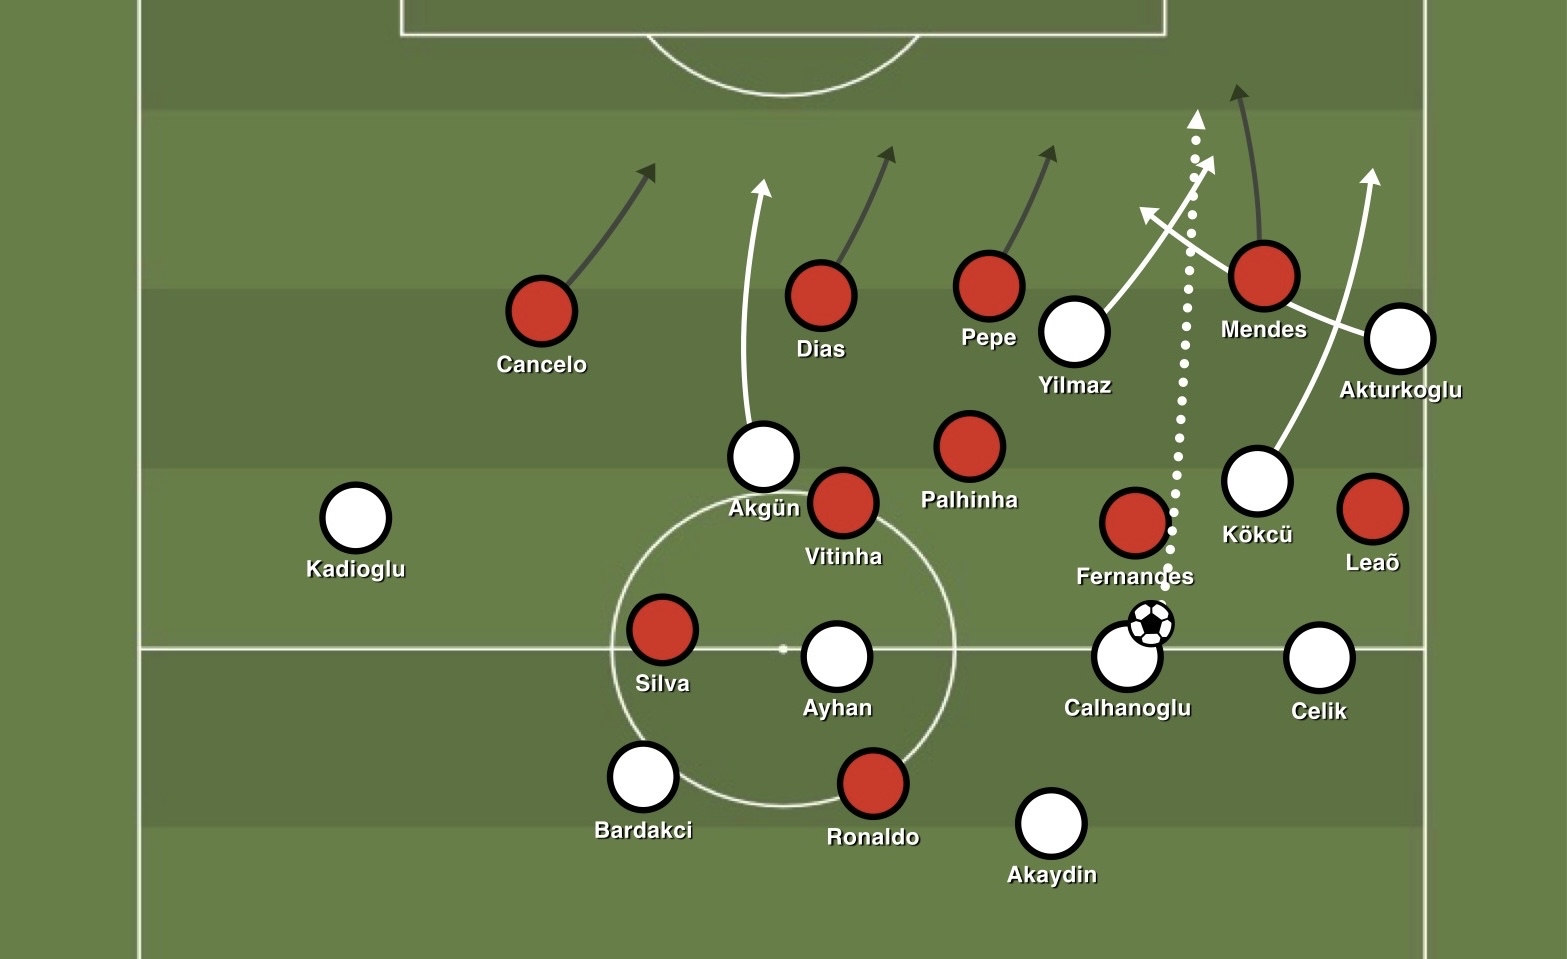 Mendes
Pepe
Dias
Cancelo
Yilmaz
Akturkoglu
Palhinha
Akgün
Kökcü
Vitinha
Leaõ
Kadioglu
Fernandes
Silva
Ayhan
Calhanoglu
Celik
Bardakci
Ronaldo
Akaydin